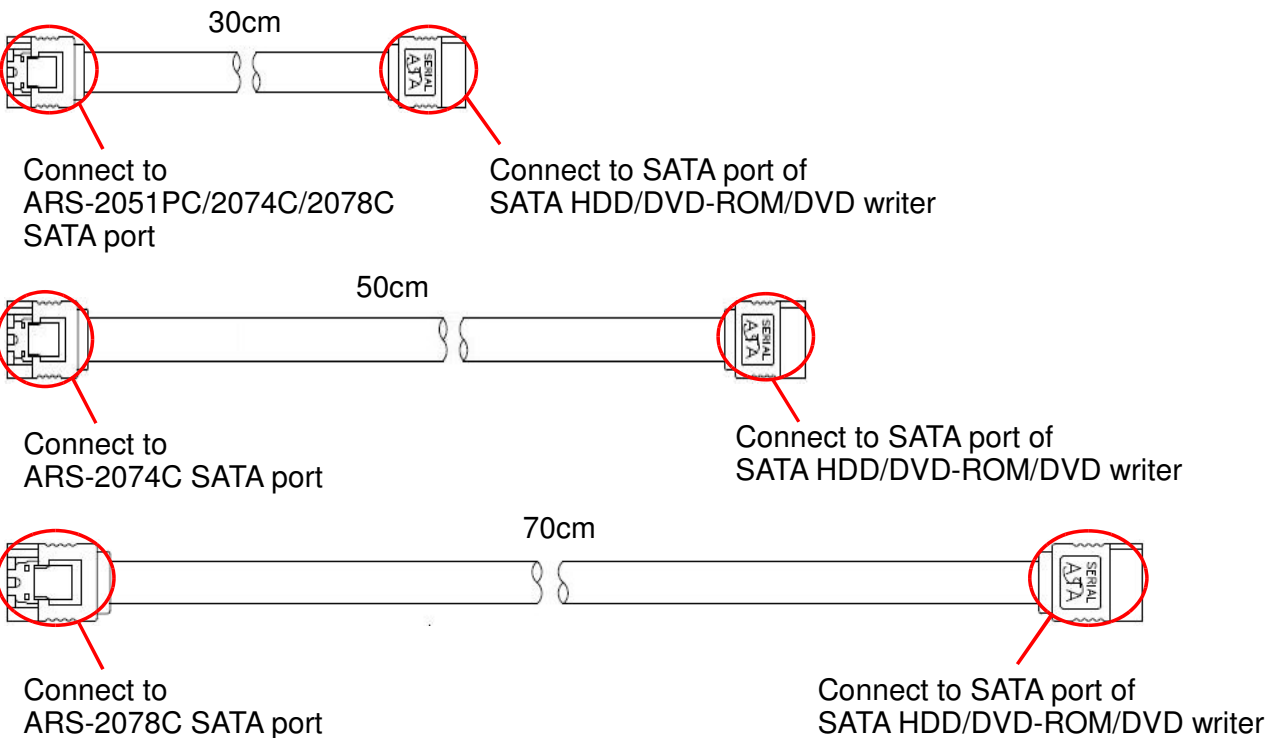 30cm
SERIAL
ATA
Connect to
ARS-2051PC/2074C/2078C
SATA port
Connect to SATA port of
SATA HDD/DVD-ROM/DVD writer
50cm
SERIAL
ATA
Connect to
ARS-2074C SATA port
Connect to SATA port of
SATA HDD/DVD-ROM/DVD writer
70cm
SERIAL
ATA
Connect to
ARS-2078C SATA port
Connect to SATA port of
SATA HDD/DVD-ROM/DVD writer